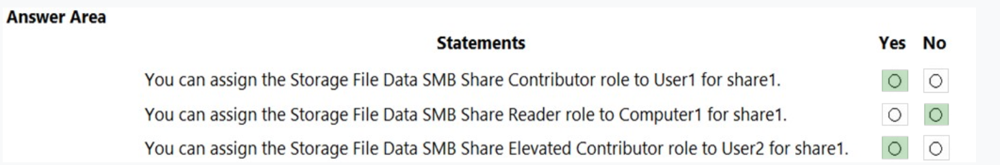 Answer Area
Statements Yes No
You can assign the Storage File Data SMB Share Contributor role to User1 for share1.
You can assign the Storage File Data SMB Share Reader role to Computer1 for share1.
You can assign the Storage File Data SMB Share Elevated Contributor role to User2 for share1.